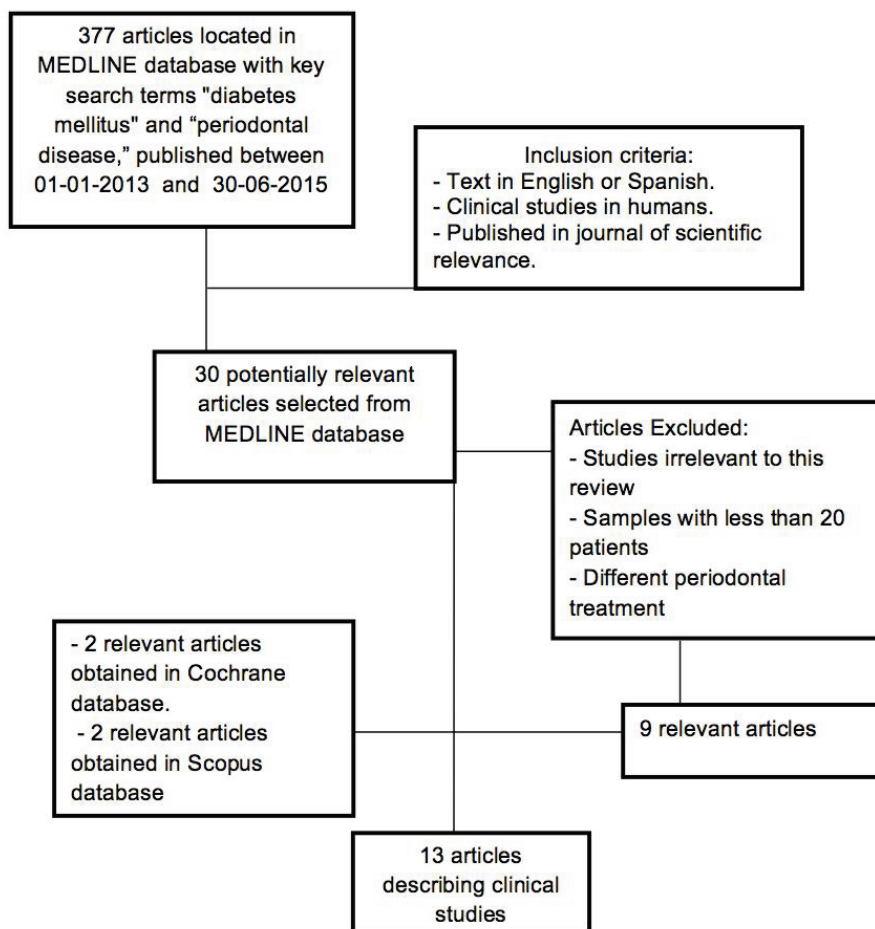 377 articles located in
MEDLINE database with key
search terms "diabetes
mellitus" and “periodontal
disease,” published between
01-01-2013 and 30-06-2015
Inclusion criteria:
- Text in English or Spanish.
- Clinical studies in humans.
- Published in journal of scientific
relevance.
30 potentially relevant
articles selected from
MEDLINE database
Articles Excluded:
- Studies irrelevant to this
review
- Samples with less than 20
patients
- Different periodontal
treatment
- 2 relevant articles
obtained in Cochrane
database.
- 2 relevant articles
obtained in Scopus
database
9 relevant articles
13 articles
describing clinical
studies